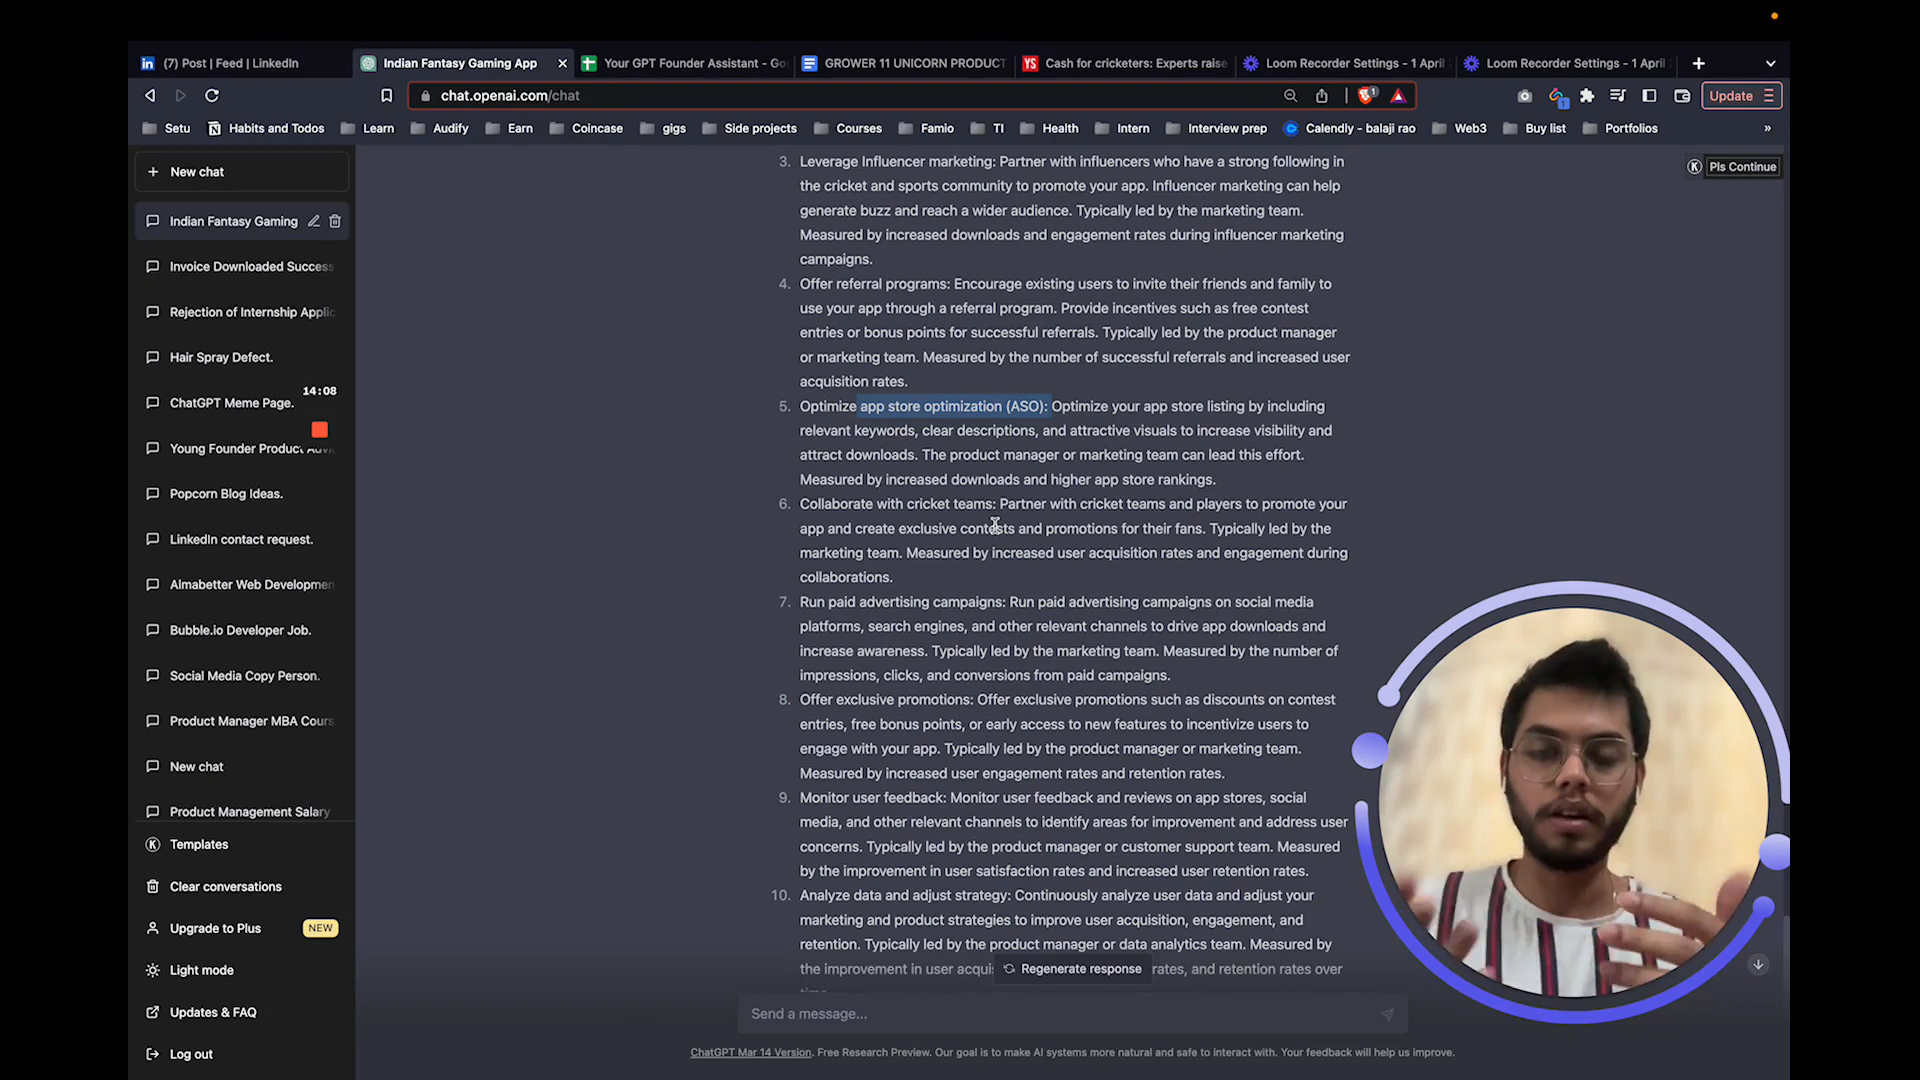 (7) Post | Feed | LinkedIn
Indian Fantasy Gaming App
Your GPT Founder Assistant - Go
GROWER 11 UNICORN PRODUCT
YS Cash for cricketers: Experts raise
Loom Recorder Settings - 1 April
Loom Recorder Settings - 1 April
chat.openai.com/chat
1
1
Update
Setu
Habits and Todos
Learn
Audify
Earn
Coincase
gigs
Side projects
Courses
Famio
TI
Health
Intern
Interview prep
Calendly - balaji rao
Web3
Buy list
Portfolios
»
+ New chat
Indian Fantasy Gaming
Invoice Downloaded Success
Rejection of Internship Applic
Hair Spray Defect.
14:08
ChatGPT Meme Page.
Young Founder Product Advic
Popcorn Blog Ideas.
LinkedIn contact request.
Almabetter Web Developmen
Bubble.io Developer Job.
Social Media Copy Person.
Product Manager MBA Cours
New chat
Product Management Salary
Templates
Clear conversations
Upgrade to Plus NEW
Light mode
Updates & FAQ
Log out
K Pls Continue
3. Leverage Influencer marketing: Partner with influencers who have a strong following in
the cricket and sports community to promote your app. Influencer marketing can help
generate buzz and reach a wider audience. Typically led by the marketing team.
Measured by increased downloads and engagement rates during influencer marketing
campaigns.
4. Offer referral programs: Encourage existing users to invite their friends and family to
use your app through a referral program. Provide incentives such as free contest
entries or bonus points for successful referrals. Typically led by the product manager
or marketing team. Measured by the number of successful referrals and increased user
acquisition rates.
5. Optimize app store optimization (ASO): Optimize your app store listing by including
relevant keywords, clear descriptions, and attractive visuals to increase visibility and
attract downloads. The product manager or marketing team can lead this effort.
Measured by increased downloads and higher app store rankings.
6. Collaborate with cricket teams: Partner with cricket teams and players to promote your
app and create exclusive contests and promotions for their fans. Typically led by the
marketing team. Measured by increased user acquisition rates and engagement during
collaborations.
7. Run paid advertising campaigns: Run paid advertising campaigns on social media
platforms, search engines, and other relevant channels to drive app downloads and
increase awareness. Typically led by the marketing team. Measured by the number of
impressions, clicks, and conversions from paid campaigns.
8. Offer exclusive promotions: Offer exclusive promotions such as discounts on contest
entries, free bonus points, or early access to new features to incentivize users to
engage with your app. Typically led by the product manager or marketing team.
Measured by increased user engagement rates and retention rates.
9. Monitor user feedback: Monitor user feedback and reviews on app stores, social
media, and other relevant channels to identify areas for improvement and address user
concerns. Typically led by the product manager or customer support team. Measured
by the improvement in user satisfaction rates and increased user retention rates.
10. Analyze data and adjust strategy: Continuously analyze user data and adjust your
marketing and product strategies to improve user acquisition, engagement, and
retention. Typically led by the product manager or data analytics team. Measured by
the improvement in user acqui rates, and retention rates over
Regenerate response
Send a message...
ChatGPT Mar 14 Version. Free Research Preview. Our goal is to make AI systems more natural and safe to interact with. Your feedback will help us improve.